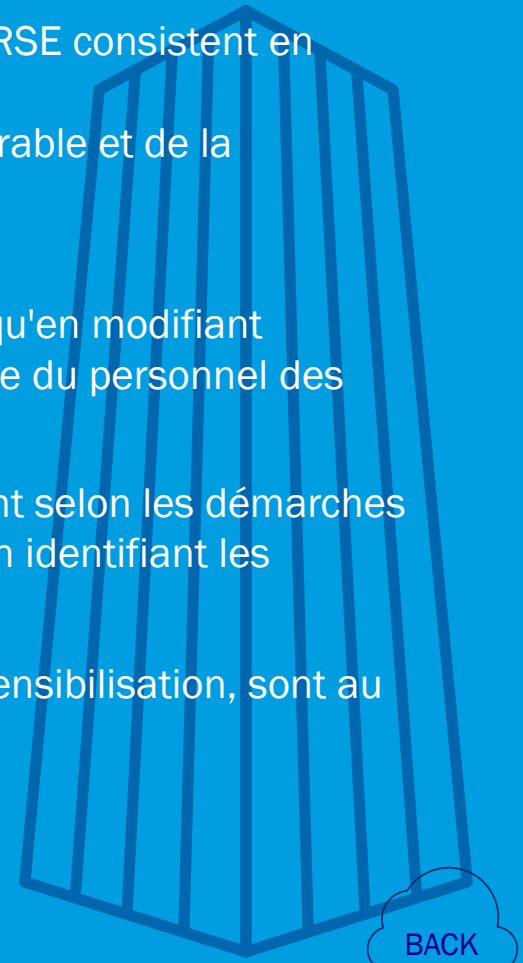 RSE consistent en
rable et de la
qu'en modifiant
e du personnel des
nt selon les démarches
n identifiant les
ensibilisation, sont au
BACK